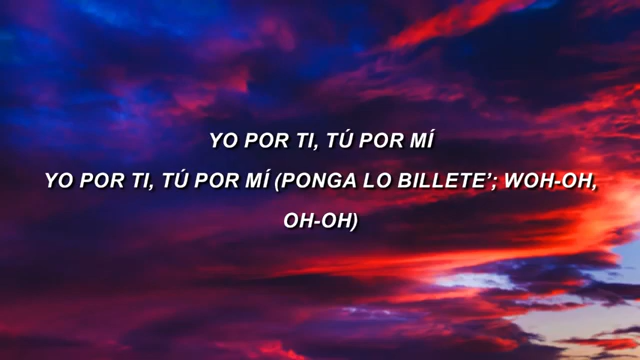 YO POR TI, TÚ POR MÍ
YO POR TI, TÚ POR MÍ (PONGA LO BILLETE’; WOH-OH,
OH-OH)